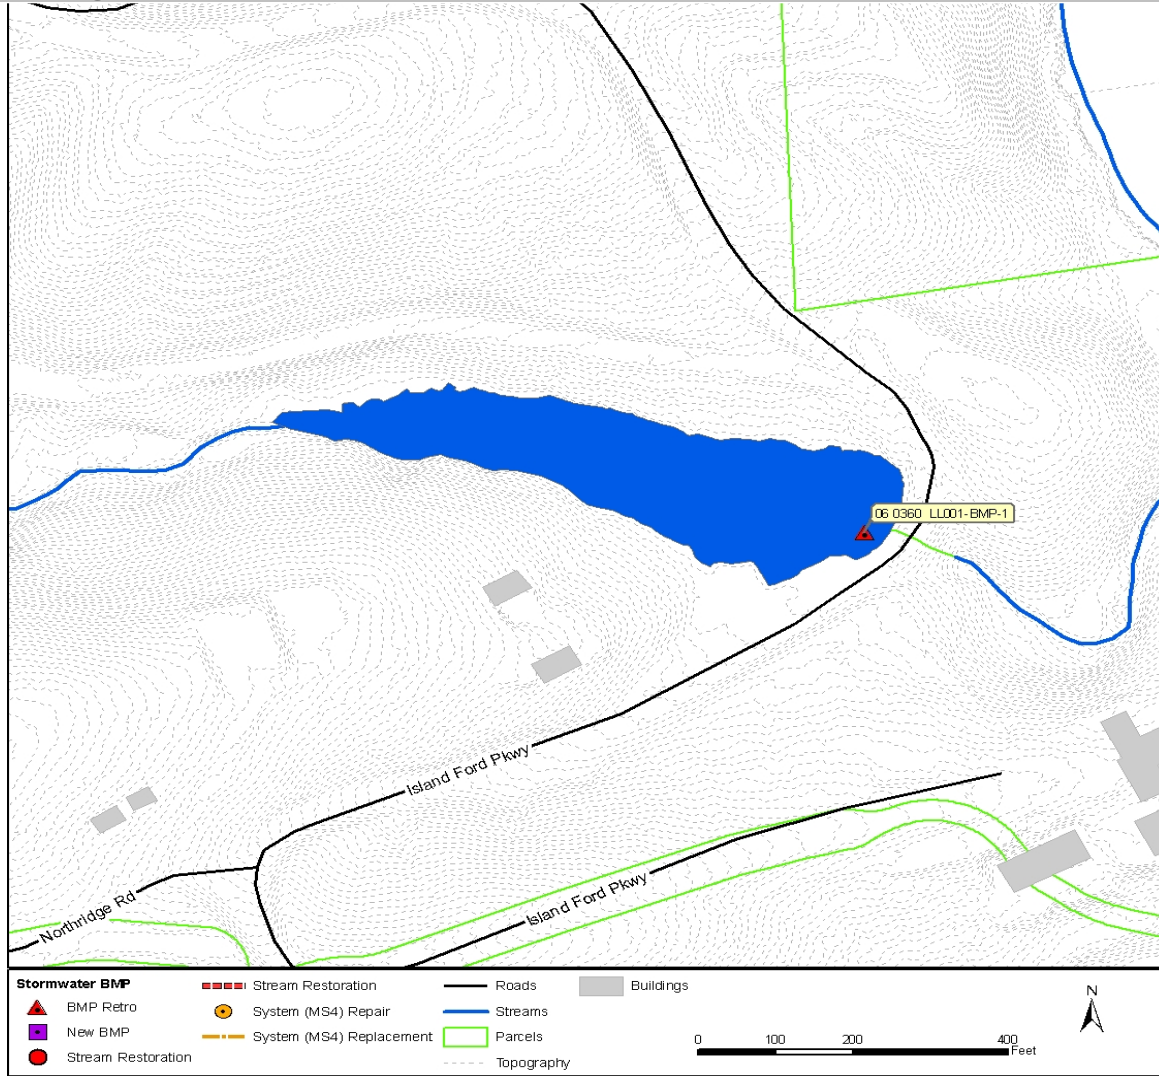 06 0360 LL001-BMP-1
Island Ford Pkwy
Island Ford Pkwy
Northridge Rd
Stormwater BMP
BMP Retro
New BMP
Stream Restoration
Stream Restoration
System (MS4) Repair
System (MS4) Replacement
Roads
Streams
Parcels
Topography
Buildings
N
0 100 200 400
Feet